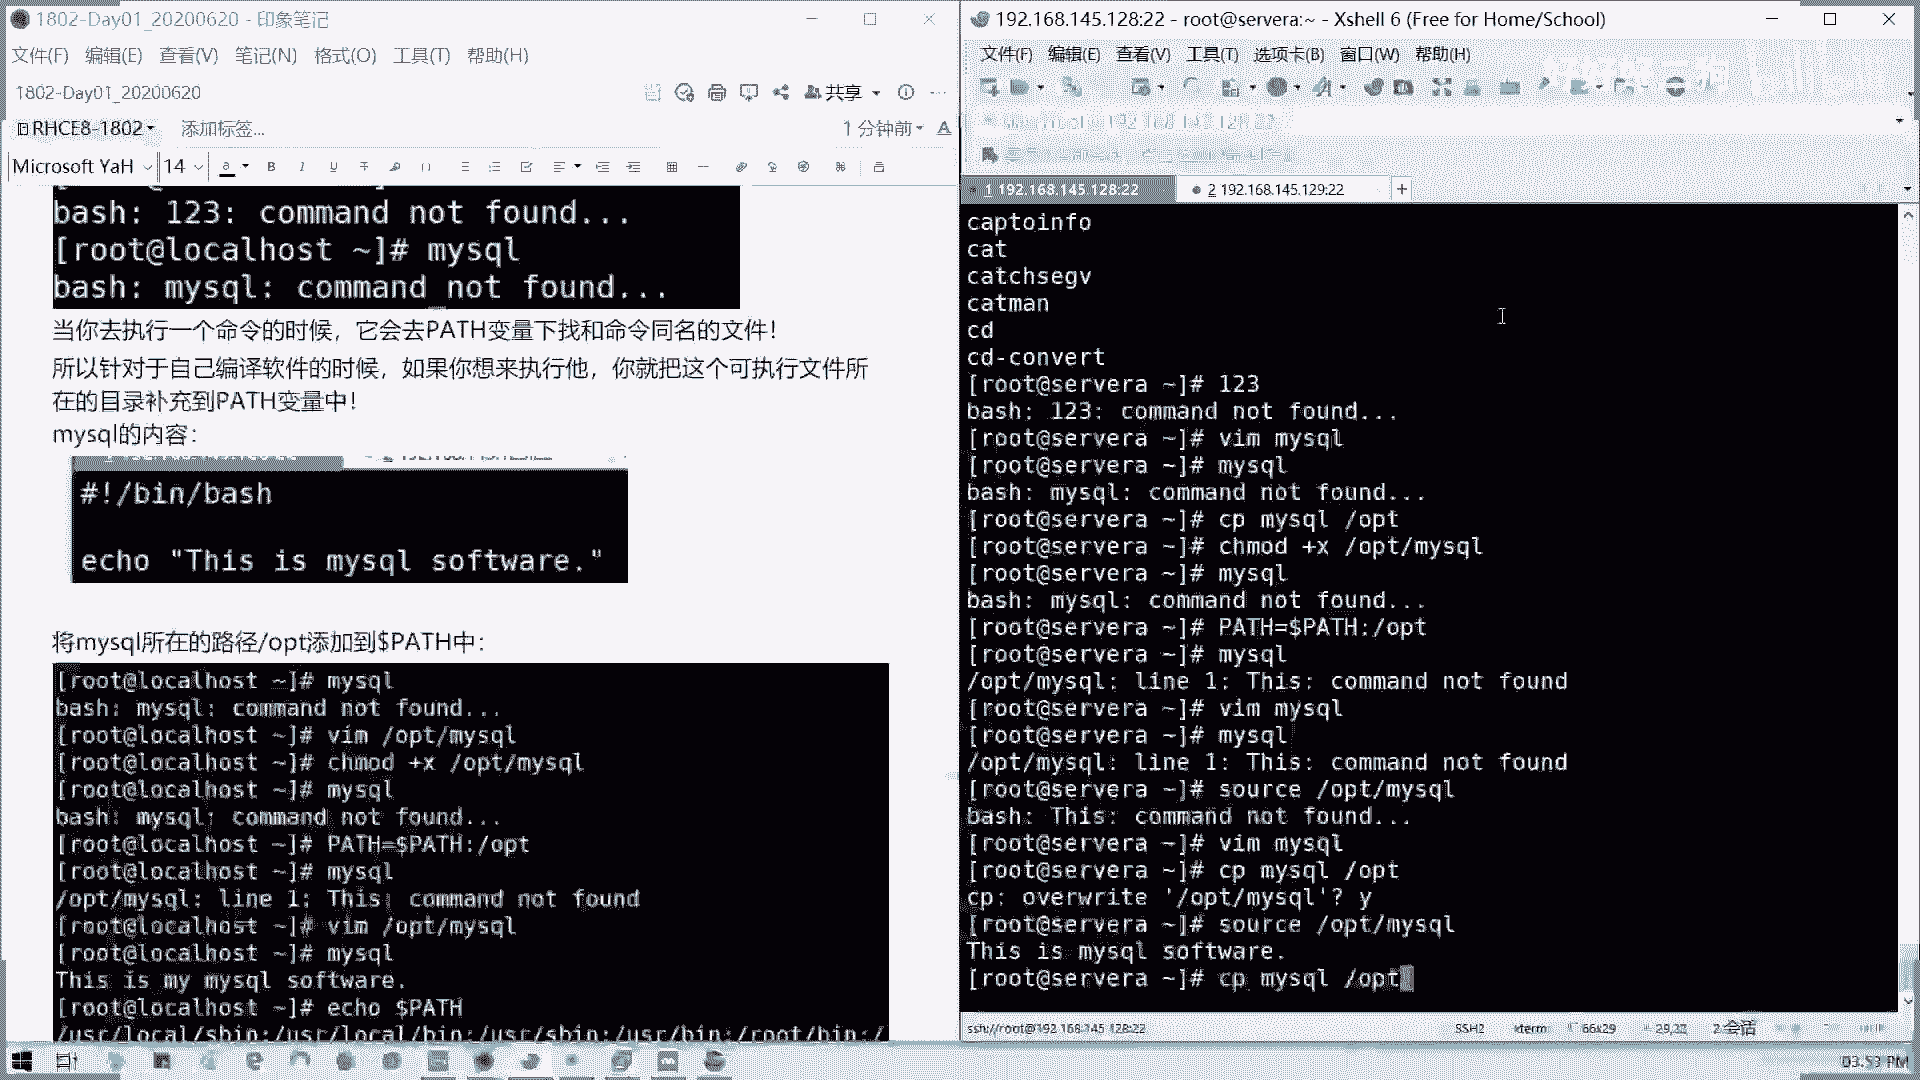 1802-Day01_20200620 - 印象笔记
文件(F) 编辑(E) 查看(V) 笔记(N) 格式(O) 工具(T) 帮助(H)
1802-Day01_20200620
共享
RHCE8-1802
添加标签...
1 分钟前
Microsoft YaH 14
bash: 123: command not found...
[root@localhost ~]# mysql
bash: mysql: command not found...
当你去执行一个命令的时候，它会去PATH变量下找和命令同名的文件！
所以针对于自己编译软件的时候，如果你想来执行他，你就把这个可执行文件所
在的目录补充到PATH变量中！
mysql的内容：
#!/bin/bash
echo "This is mysql software."
将mysql所在的路径/opt添加到$PATH中：
[root@localhost ~]# mysql
bash: mysql: command not found...
[root@localhost ~]# vim /opt/mysql
[root@localhost ~]# chmod +x /opt/mysql
[root@localhost ~]# mysql
bash: mysql: command not found...
[root@localhost ~]# PATH=$PATH:/opt
[root@localhost ~]# mysql
/opt/mysql: line 1: This: command not found
[root@localhost ~]# vim /opt/mysql
[root@localhost ~]# mysql
This is my mysql software.
[root@localhost ~]# echo $PATH
/usr/local/sbin:/usr/local/bin:/usr/sbin:/usr/bin:/root/bin:/
192.168.145.128:22 - root@servera:~ - Xshell 6 (Free for Home/School)
文件(F) 编辑(E) 查看(V) 工具(T) 选项卡(B) 窗口(W) 帮助(H)
1 192.168.145.128:22
2 192.168.145.129:22
captoinfo
cat
catchsegv
catman
cd
cd-convert
[root@servera ~]# 123
bash: 123: command not found...
[root@servera ~]# vim mysql
[root@servera ~]# mysql
bash: mysql: command not found...
[root@servera ~]# cp mysql /opt
[root@servera ~]# chmod +x /opt/mysql
[root@servera ~]# mysql
bash: mysql: command not found...
[root@servera ~]# PATH=$PATH:/opt
[root@servera ~]# mysql
/opt/mysql: line 1: This: command not found
[root@servera ~]# vim mysql
[root@servera ~]# mysql
/opt/mysql: line 1: This: command not found
[root@servera ~]# source /opt/mysql
bash: This: command not found...
[root@servera ~]# vim mysql
[root@servera ~]# cp mysql /opt
cp: overwrite '/opt/mysql'? y
[root@servera ~]# source /opt/mysql
This is mysql software.
[root@servera ~]# cp mysql /opt
ssh://root@192.168.145.128:22
SSH2 xterm 66x29 29,32 2 会话
03:53 PM